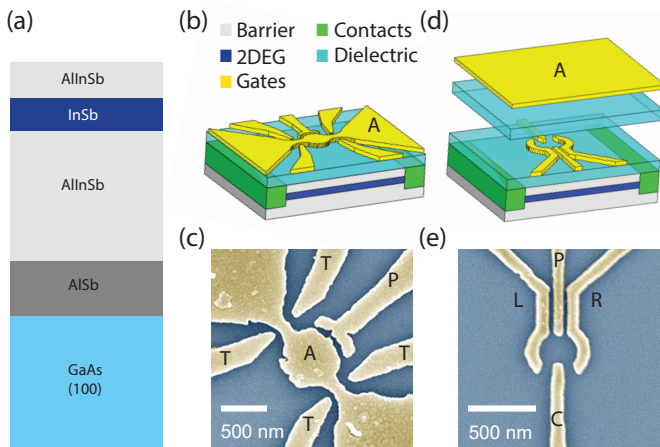 (a)
AlInSb
InSb
AlInSb
AlSb
GaAs
(100)
(b)
Barrier
2DEG
Gates
Contacts
Dielectric
A
(c)
T
P
T
A
T
T
500 nm
(d)
A
(e)
P
L
R
C
500 nm